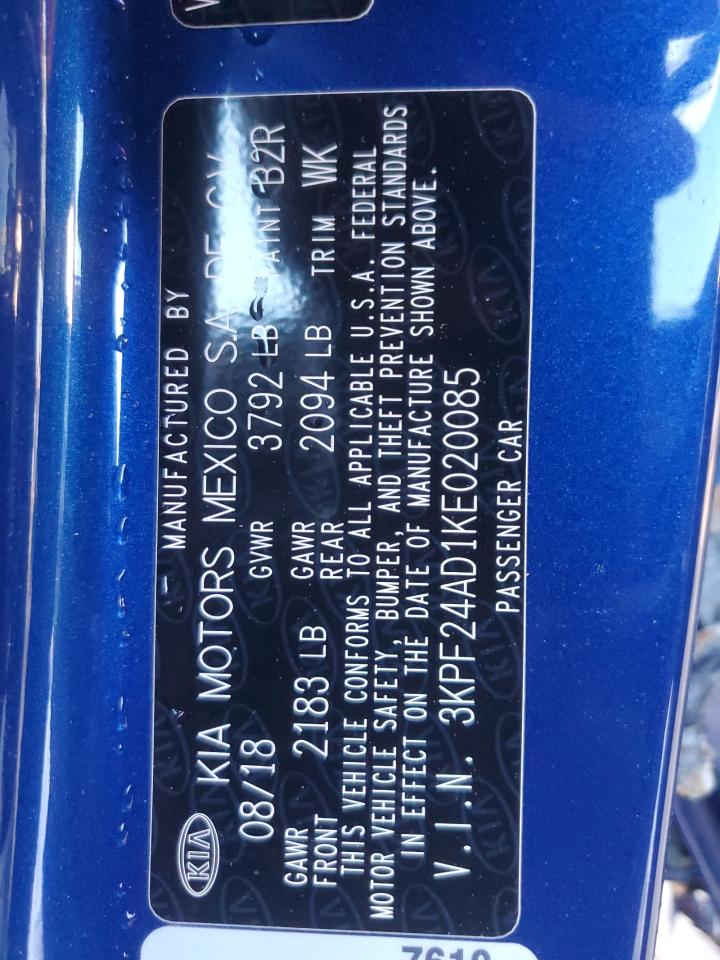 MANUFACTURED BY
KIA KIA MOTORS MEXICO S.A DE CV
08/18 GVWR 3792 LB PAINT B2R
GAWR FRONT 2183 LB GAWR REAR 2094 LB TRIM WK
THIS VEHICLE CONFORMS TO ALL APPLICABLE U.S.A. FEDERAL
MOTOR VEHICLE SAFETY, BUMPER, AND THEFT PREVENTION STANDARDS
IN EFFECT ON THE DATE OF MANUFACTURE SHOWN ABOVE.
V.I.N. 3KPF24AD1KE020085
PASSENGER CAR